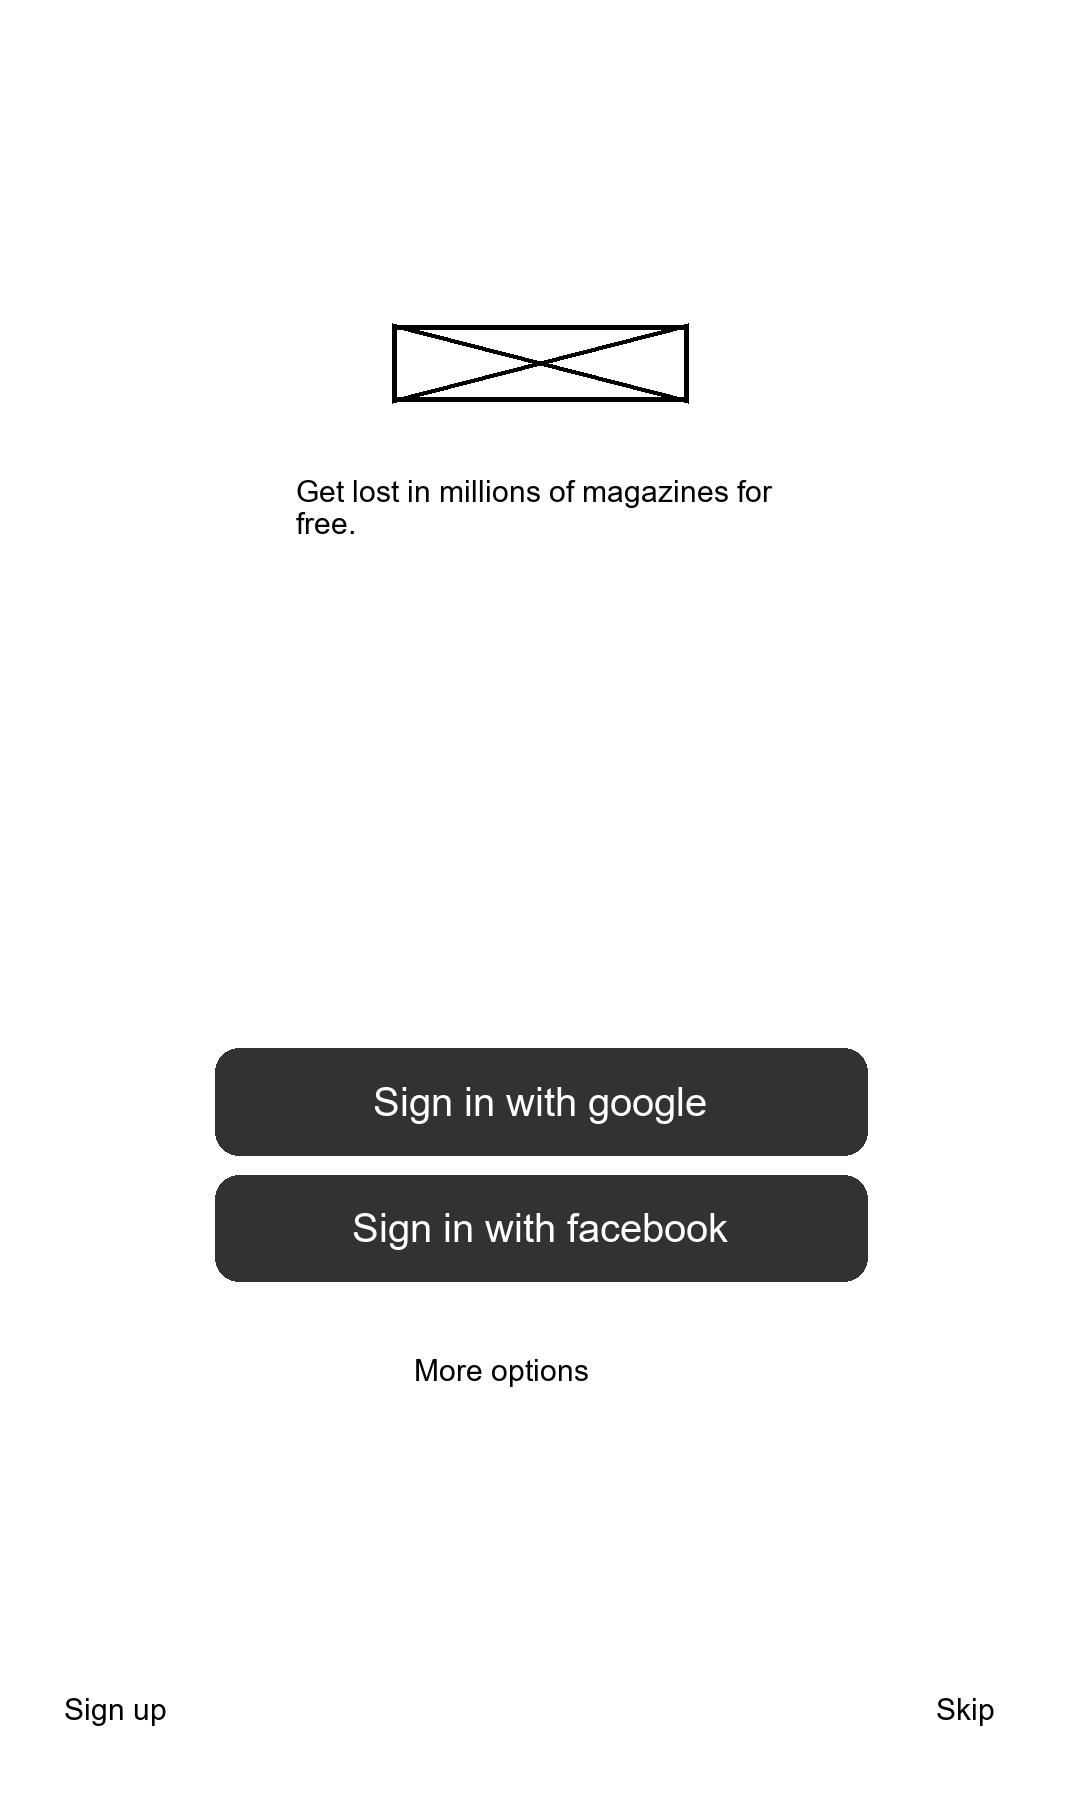 Get lost in millions of magazines for
free.
Sign in with google
Sign in with facebook
More options
Sign up
Skip